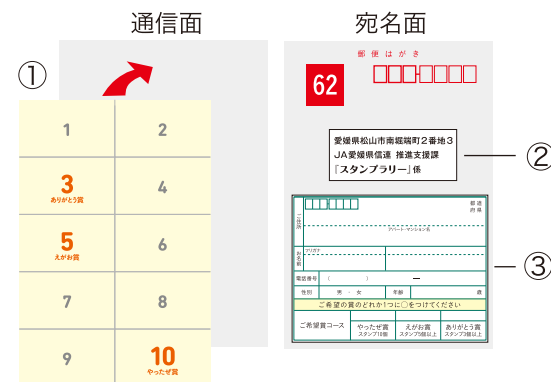 通信面
宛名面
①
1
2
3
ありがとう賞
4
5
えがお賞
6
7
8
9
10
やったぜ賞
郵便はがき
62
愛媛県松山市南堀端町2番地3
JA愛媛県信連 推進支援課
「スタンプラリー」係
②
ご住所
都道
府県
アパート・マンション名
お名前
フリガナ
③
電話番号 ( ) ー
性別 男・女 年齢 歳
ご希望の賞のどれか1つに○をつけてください
ご希望賞コース
やったぜ賞
スタンプ10個
えがお賞
スタンプ5個以上
ありがとう賞
スタンプ3個以上